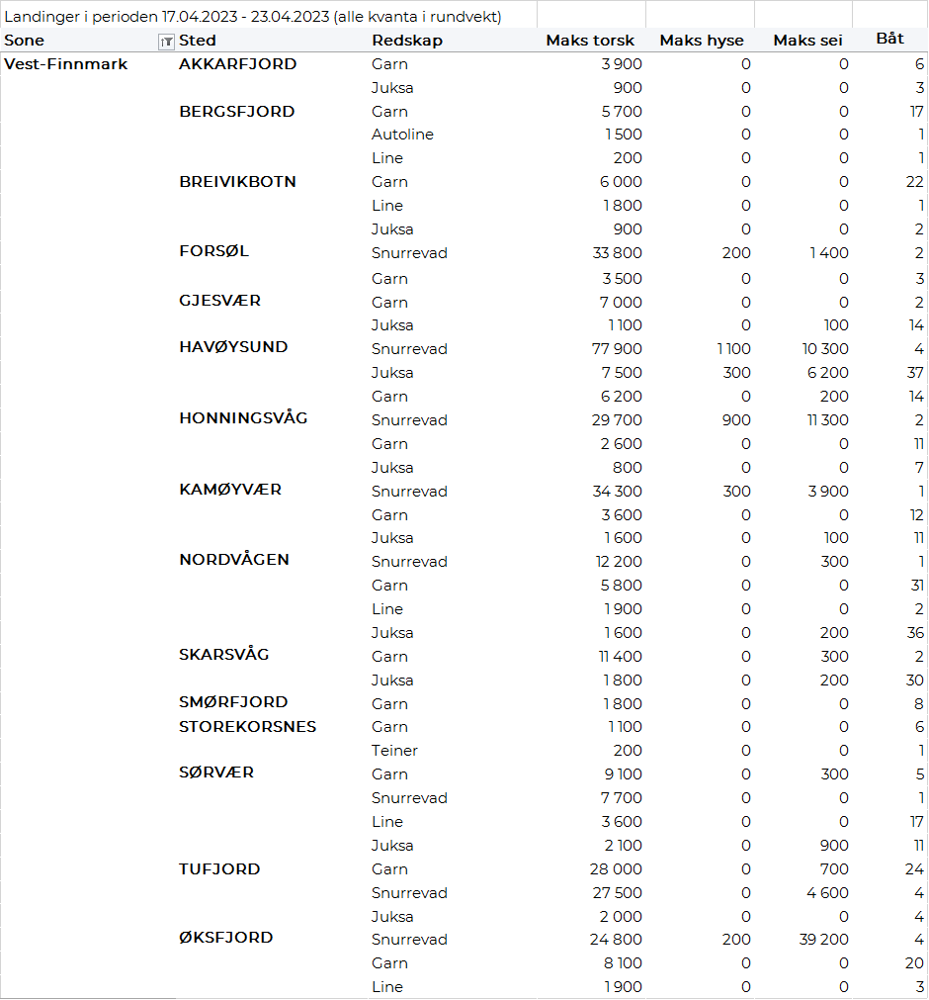 Landinger i perioden 17.04.2023 - 23.04.2023 (alle kvanta i rundvekt)
Sone Sted Redskap Maks torsk Maks hyse Maks sei Båt
Vest-Finnmark AKKARFJORD Garn 3 900 0 0 6
Juksa 900 0 0 3
BERGSFJORD Garn 5 700 0 0 17
Autoline 1 500 0 0 1
Line 200 0 0 1
BREIVIKBOTN Garn 6 000 0 0 22
Line 1 800 0 0 1
Juksa 900 0 0 2
FORSØL Snurrevad 33 800 200 1 400 2
Garn 3 500 0 0 3
GJESVÆR Garn 7 000 0 0 2
Juksa 1 100 0 100 14
HAVØYSUND Snurrevad 77 900 1 100 10 300 4
Juksa 7 500 300 6 200 37
Garn 6 200 0 200 14
HONNINGSVÅG Snurrevad 29 700 900 11 300 2
Garn 2 600 0 0 11
Juksa 800 0 0 7
KAMØYVÆR Snurrevad 34 300 300 3 900 1
Garn 3 600 0 0 12
Juksa 1 600 0 100 11
NORDVÅGEN Snurrevad 12 200 0 300 1
Garn 5 800 0 0 31
Line 1 900 0 0 2
Juksa 1 600 0 200 36
SKARSVÅG Garn 11 400 0 300 2
Juksa 1 800 0 200 30
SMØRFJORD Garn 1 800 0 0 8
STOREKORSNES Garn 1 100 0 0 6
Teiner 200 0 0 1
SØRVÆR Garn 9 100 0 300 5
Snurrevad 7 700 0 0 1
Line 3 600 0 0 17
Juksa 2 100 0 900 11
TUFJORD Garn 28 000 0 700 24
Snurrevad 27 500 0 4 600 4
Juksa 2 000 0 0 4
ØKSFJORD Snurrevad 24 800 200 39 200 4
Garn 8 100 0 0 20
Line 1 900 0 0 3